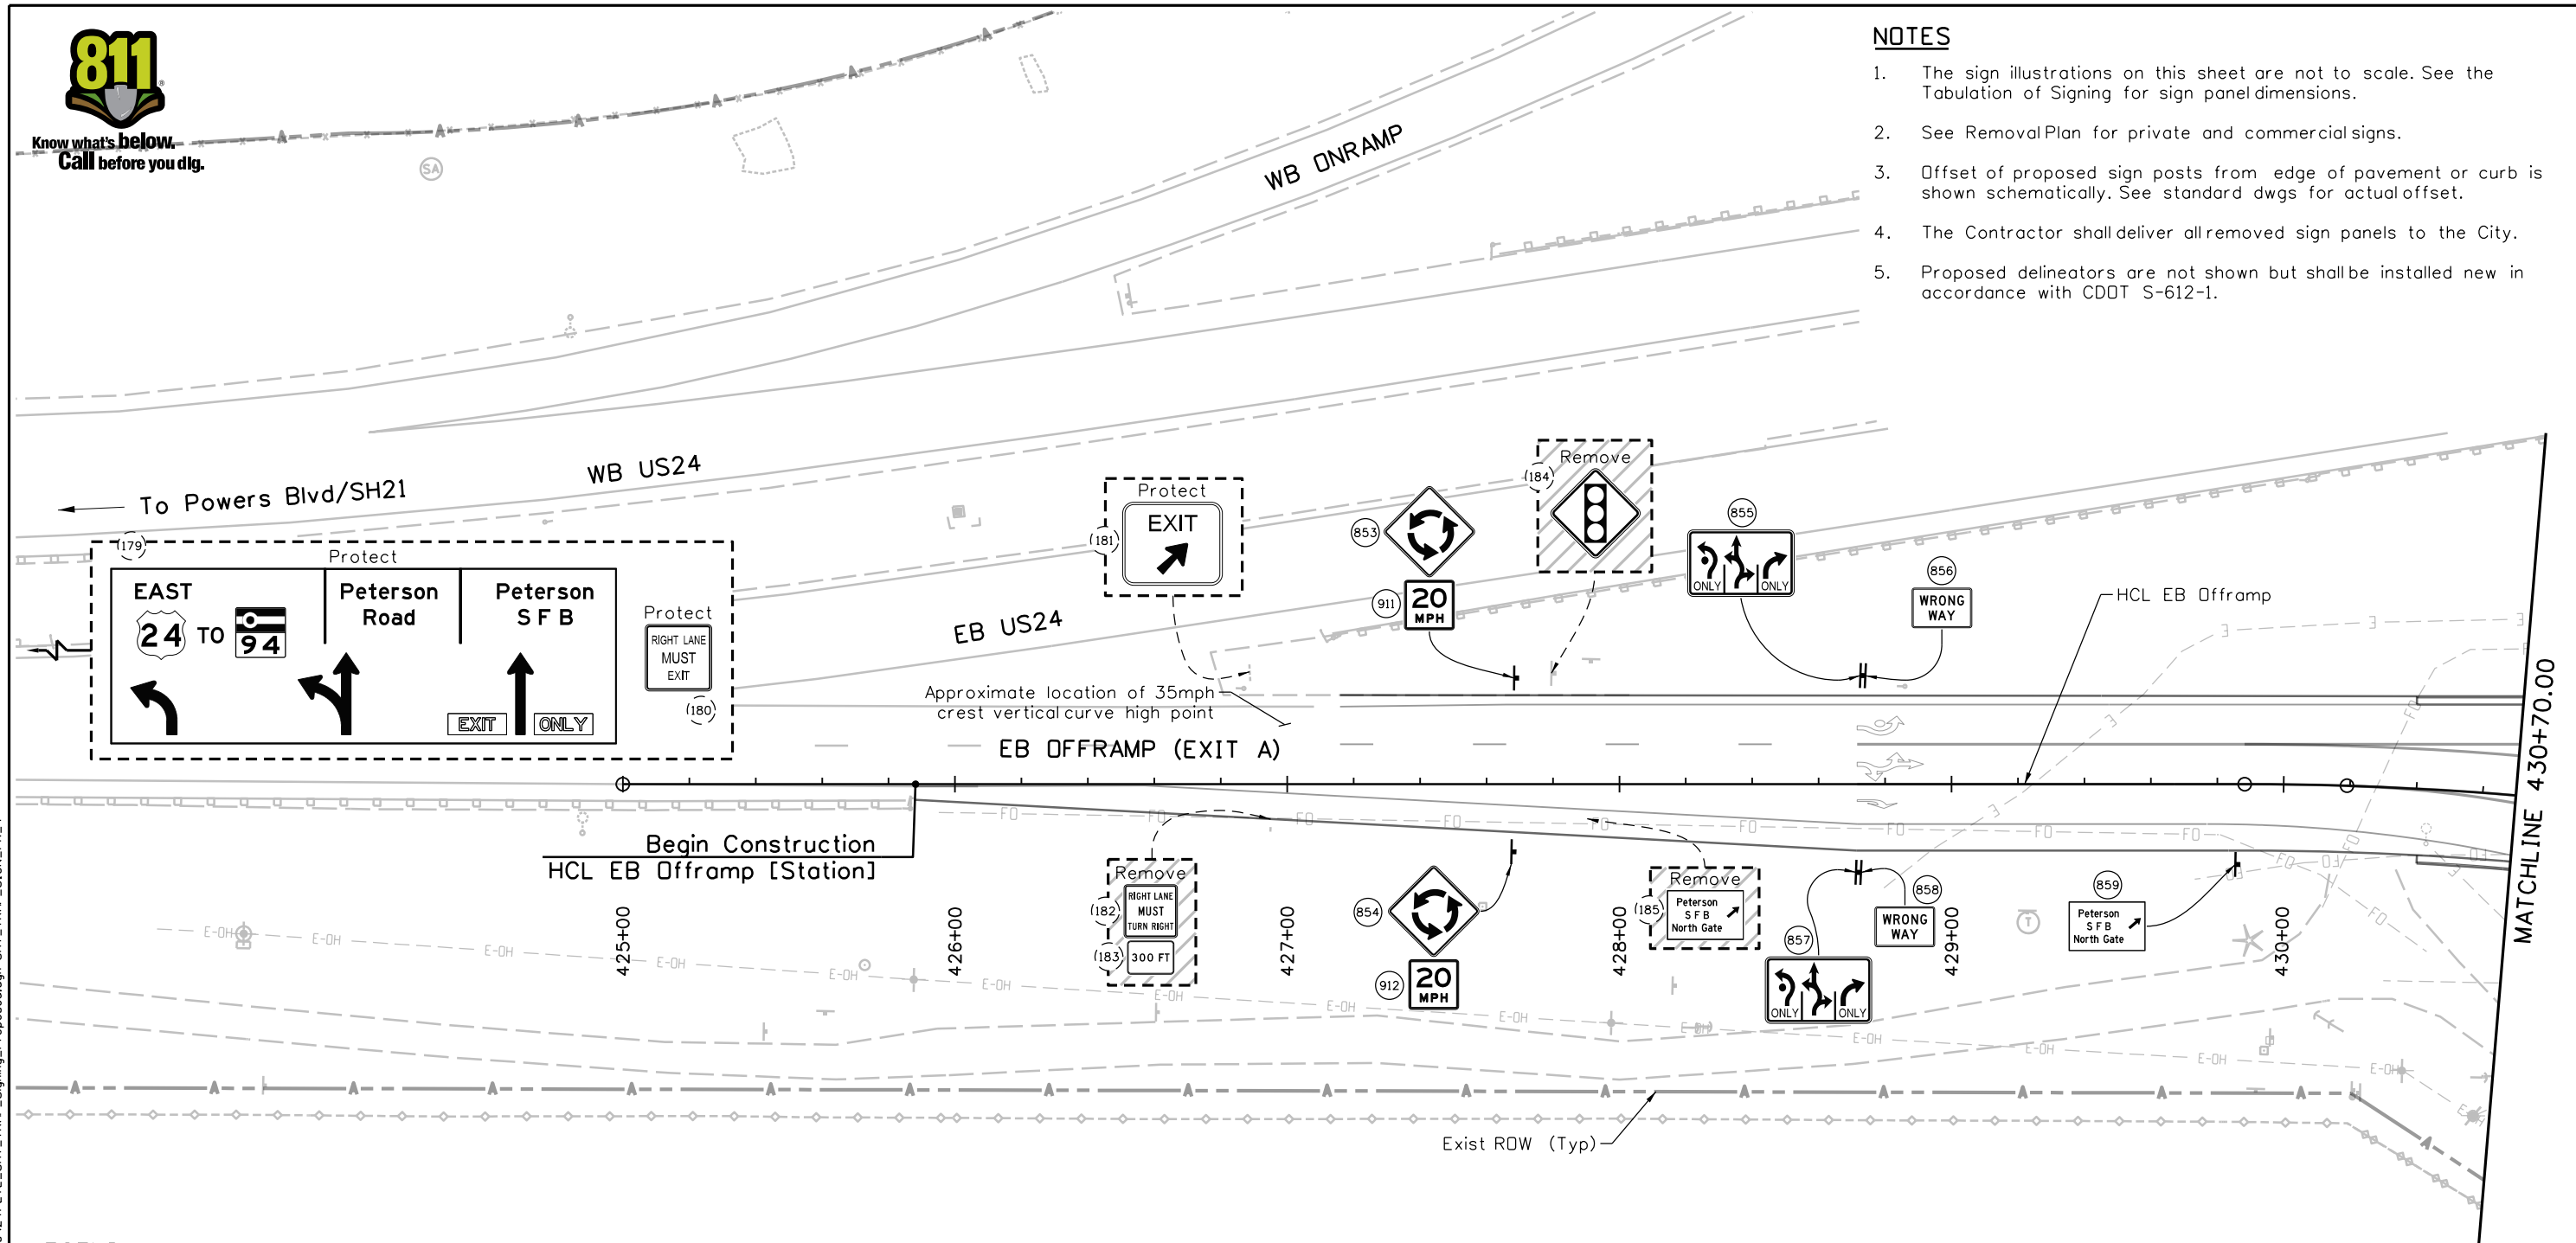 811
Know what's below.
Call before you dig.
NOTES
1. The sign illustrations on this sheet are not to scale. See the
Tabulation of Signing for sign panel dimensions.
2. See Removal Plan for private and commercial signs.
3. Offset of proposed sign posts from edge of pavement or curb is
shown schematically. See standard dwgs for actual offset.
4. The Contractor shall deliver all removed sign panels to the City.
5. Proposed delineators are not shown but shall be installed new in
accordance with CDOT S-612-1.
SA
WB ONRAMP
WB US24
To Powers Blvd/SH21
EB US24
179
Protect
EAST
24 TO 94
Peterson
Road
Peterson
SFB
EXIT ONLY
Protect
RIGHT LANE
MUST
EXIT
180
Protect
181
EXIT
853
911
20
MPH
184
Remove
855
ONLY ONLY
856
WRONG
WAY
HCL EB Offramp
Approximate location of 35mph
crest vertical curve high point
EB OFFRAMP (EXIT A)
Begin Construction
HCL EB Offramp [Station]
Remove
182
RIGHT LANE
MUST
TURN RIGHT
183
300 FT
854
912
20
MPH
Remove
185
Peterson
SFB
North Gate
857
ONLY ONLY
858
WRONG
WAY
859
Peterson
SFB
North Gate
425+00
426+00
427+00
428+00
429+00
430+00
MATCHLINE 430+70.00
T
E-OH
FO
A
Exist ROW (Typ)